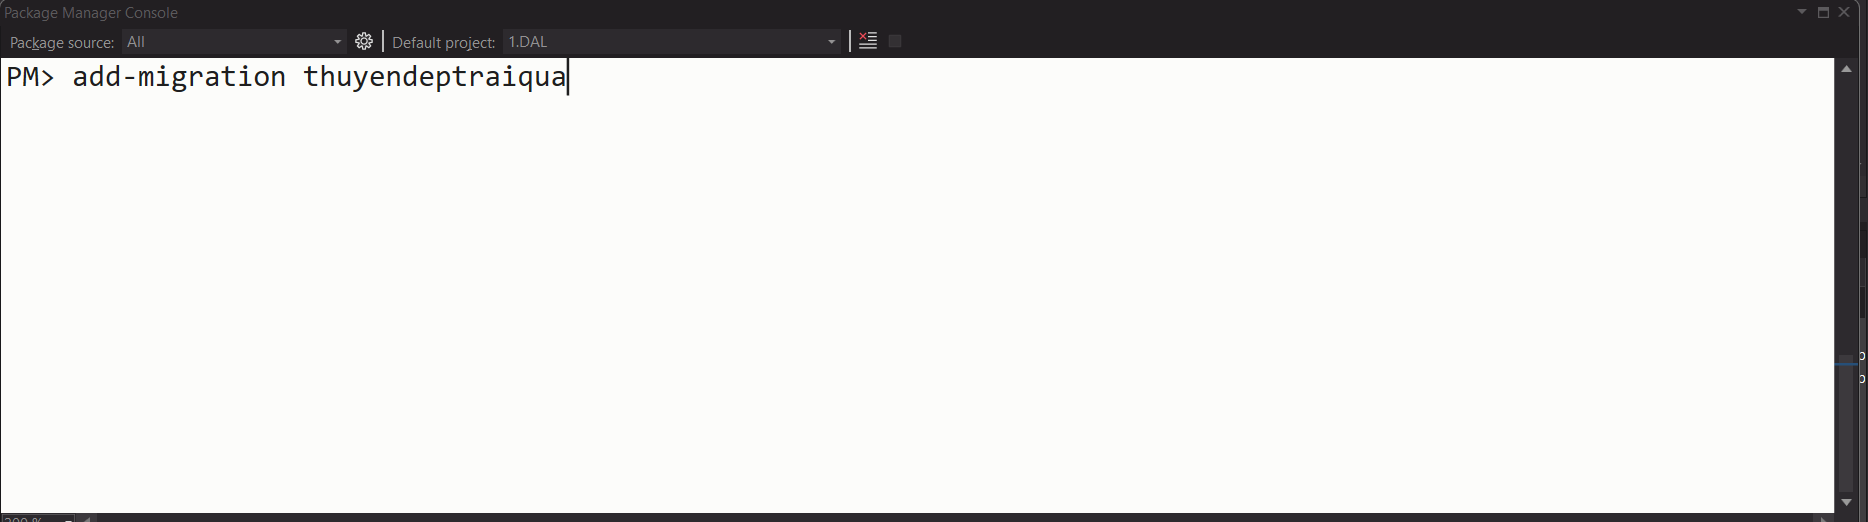 Package Manager Console
Package source: All Default project: 1.DAL
PM> add-migration thuyendeptraiqua